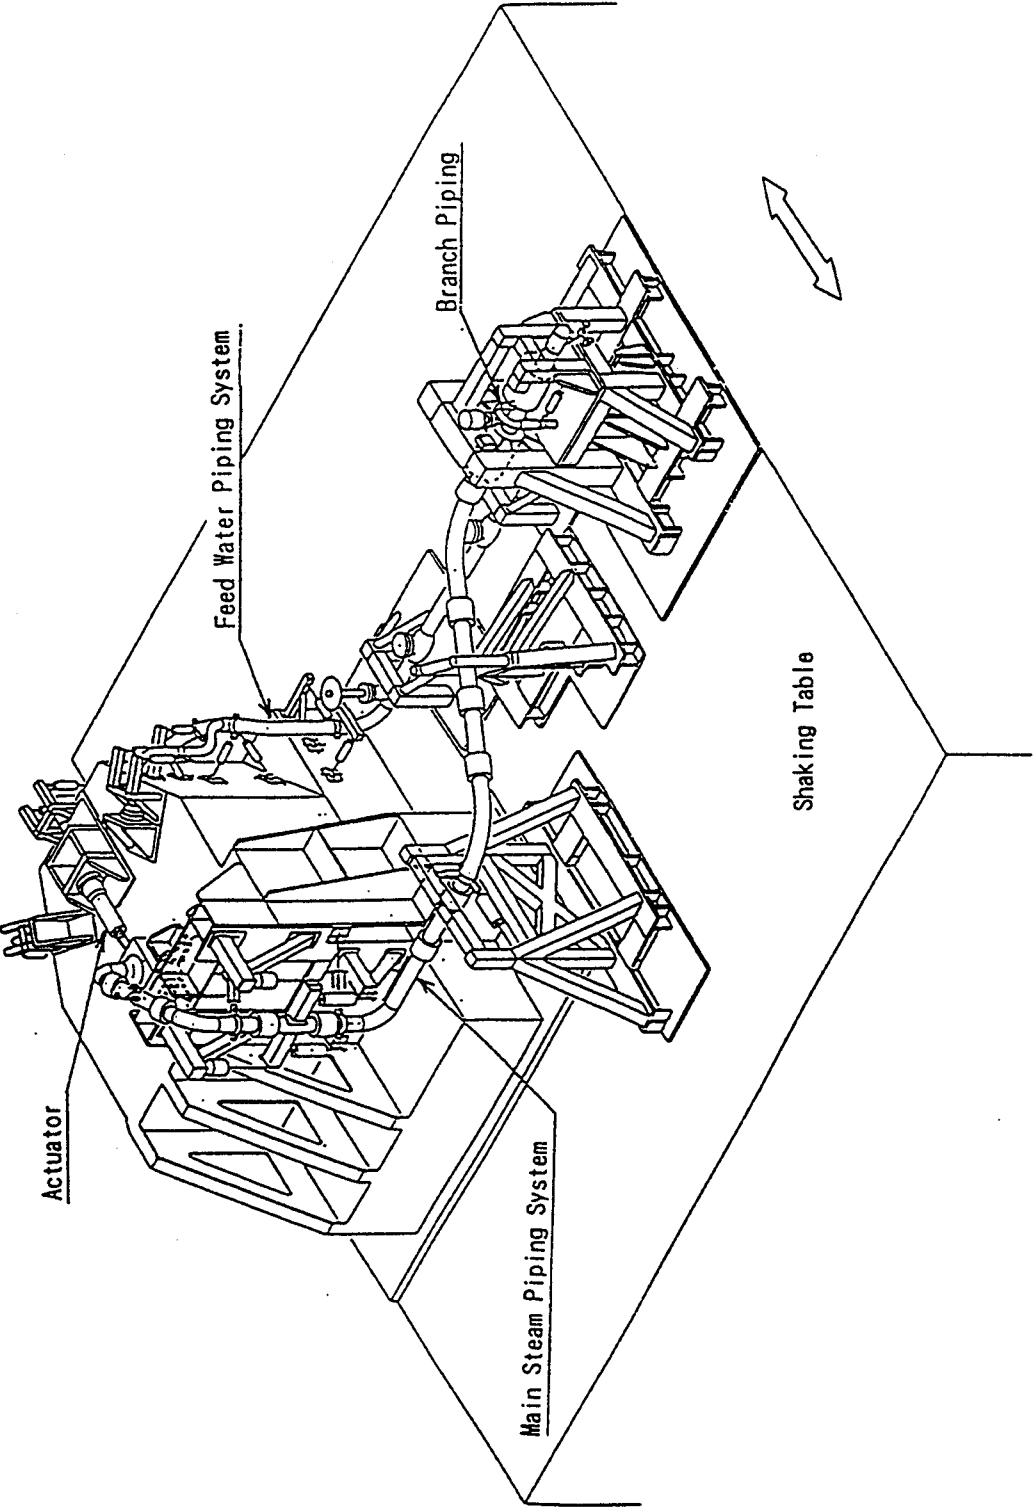 Actuator
Feed Water Piping System
Branch Piping
Main Steam Piping System
Shaking Table